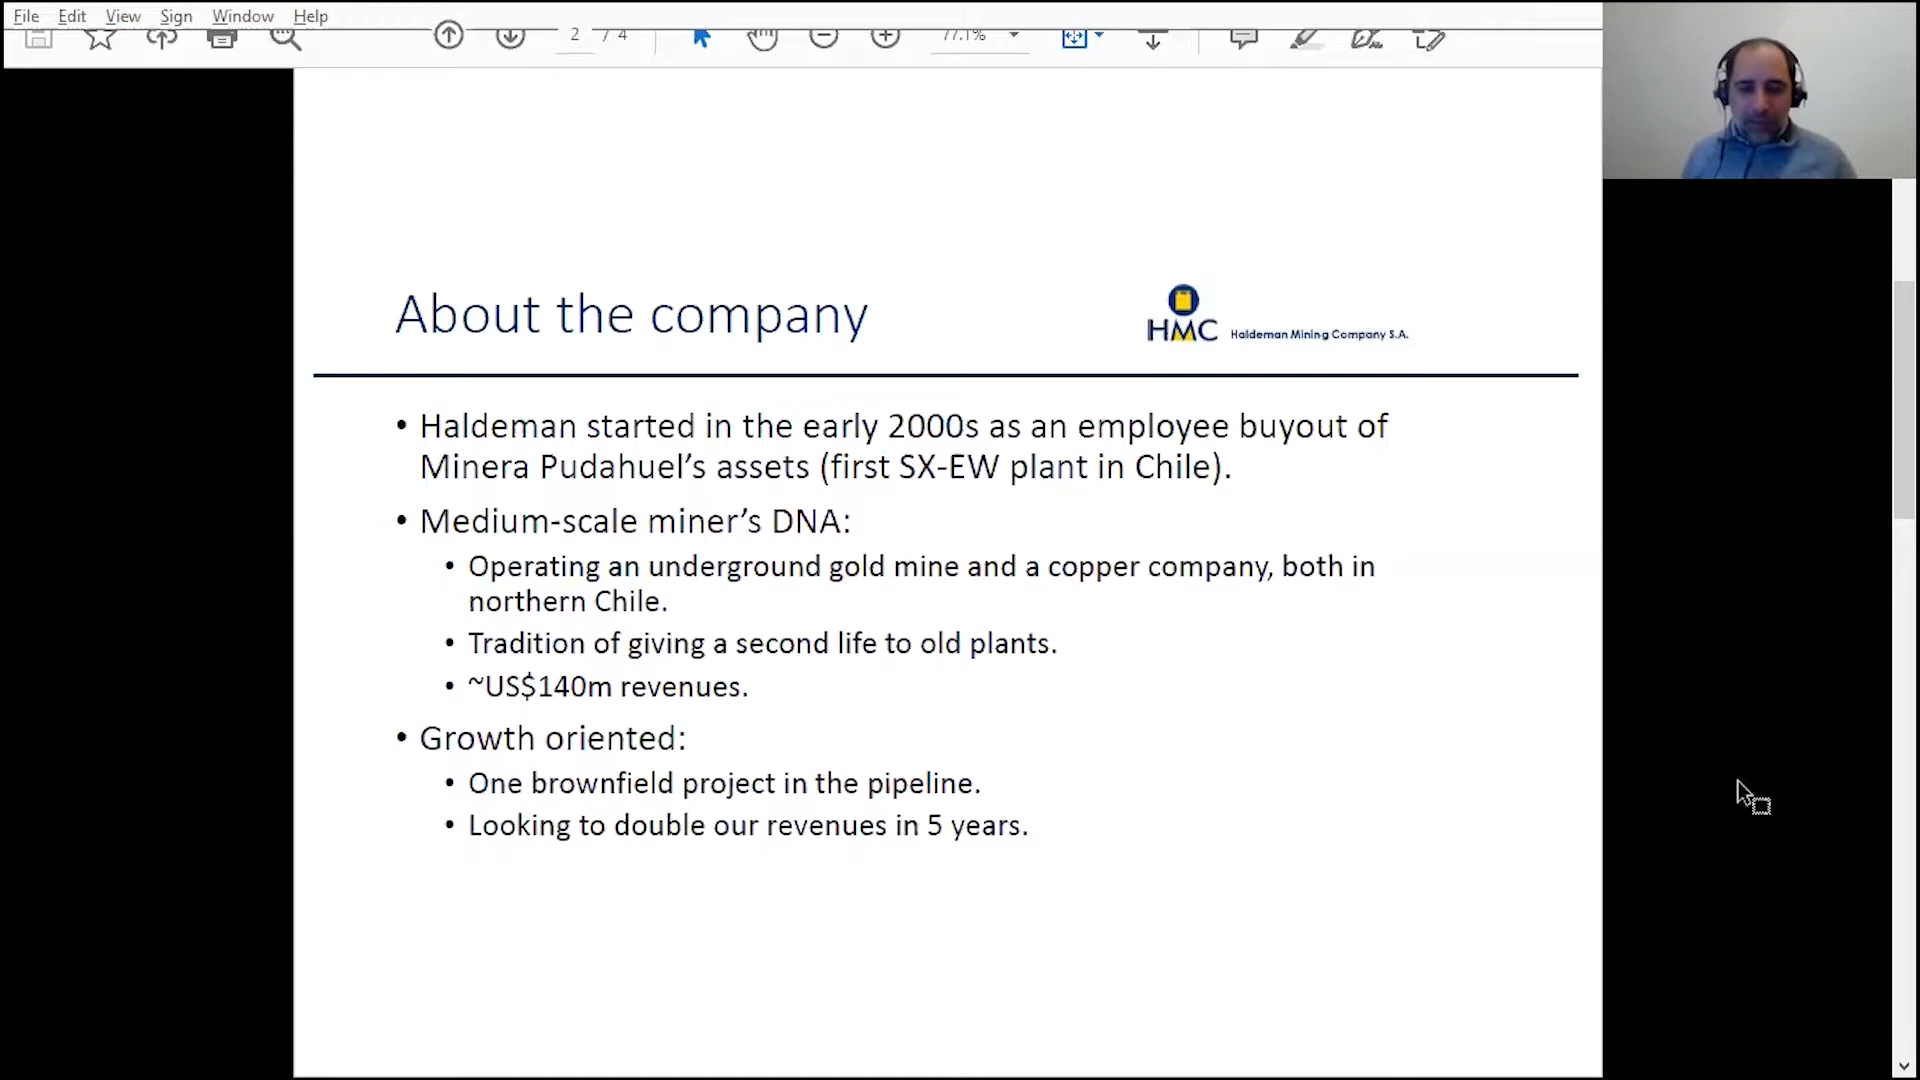 File Edit View Sign Window Help
2 / 4
77.1%
About the company
HMC Haldeman Mining Company S.A.
• Haldeman started in the early 2000s as an employee buyout of
Minera Pudahuel’s assets (first SX-EW plant in Chile).
• Medium-scale miner’s DNA:
• Operating an underground gold mine and a copper company, both in
northern Chile.
• Tradition of giving a second life to old plants.
• ~US$140m revenues.
• Growth oriented:
• One brownfield project in the pipeline.
• Looking to double our revenues in 5 years.